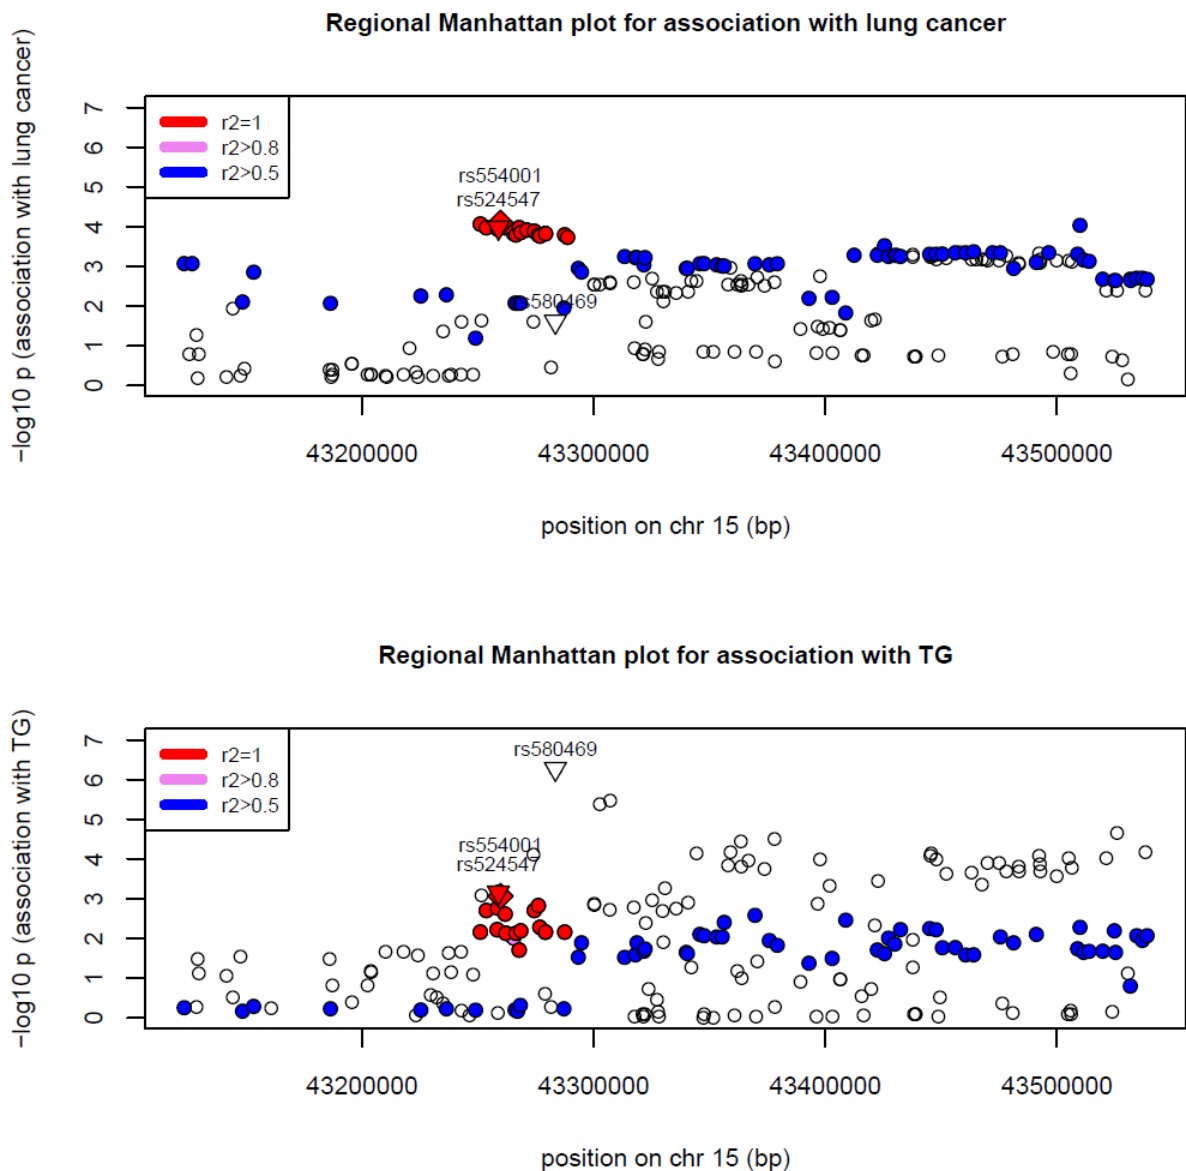 Regional Manhattan plot for association with lung cancer
−log10 p (association with lung cancer)
7
6
5
4
3
2
1
0
r2=1
r2>0.8
r2>0.5
rs554001
rs524547
rs580469
43200000
43300000
43400000
43500000
position on chr 15 (bp)
Regional Manhattan plot for association with TG
−log10 p (association with TG)
7
6
5
4
3
2
1
0
r2=1
r2>0.8
r2>0.5
rs580469
rs554001
rs524547
43200000
43300000
43400000
43500000
position on chr 15 (bp)